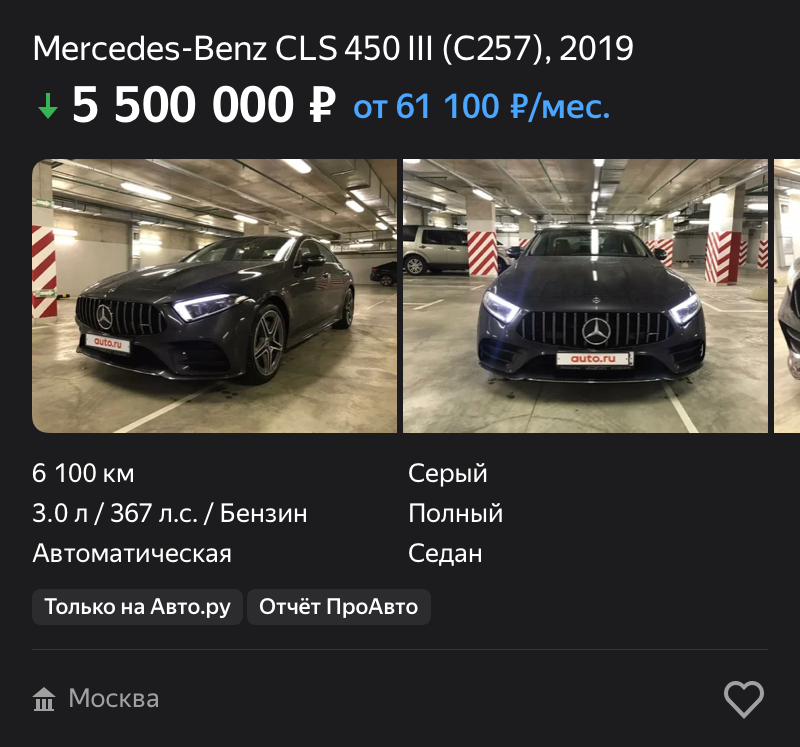 Mercedes-Benz CLS 450 III (C257), 2019
↓ 5 500 000 ₽ от 61 100 ₽/мес.
auto.ru
auto.ru
6 100 км
Серый
3.0 л / 367 л.с. / Бензин
Полный
Автоматическая
Седан
Только на Авто.ру
Отчёт ПроАвто
Москва